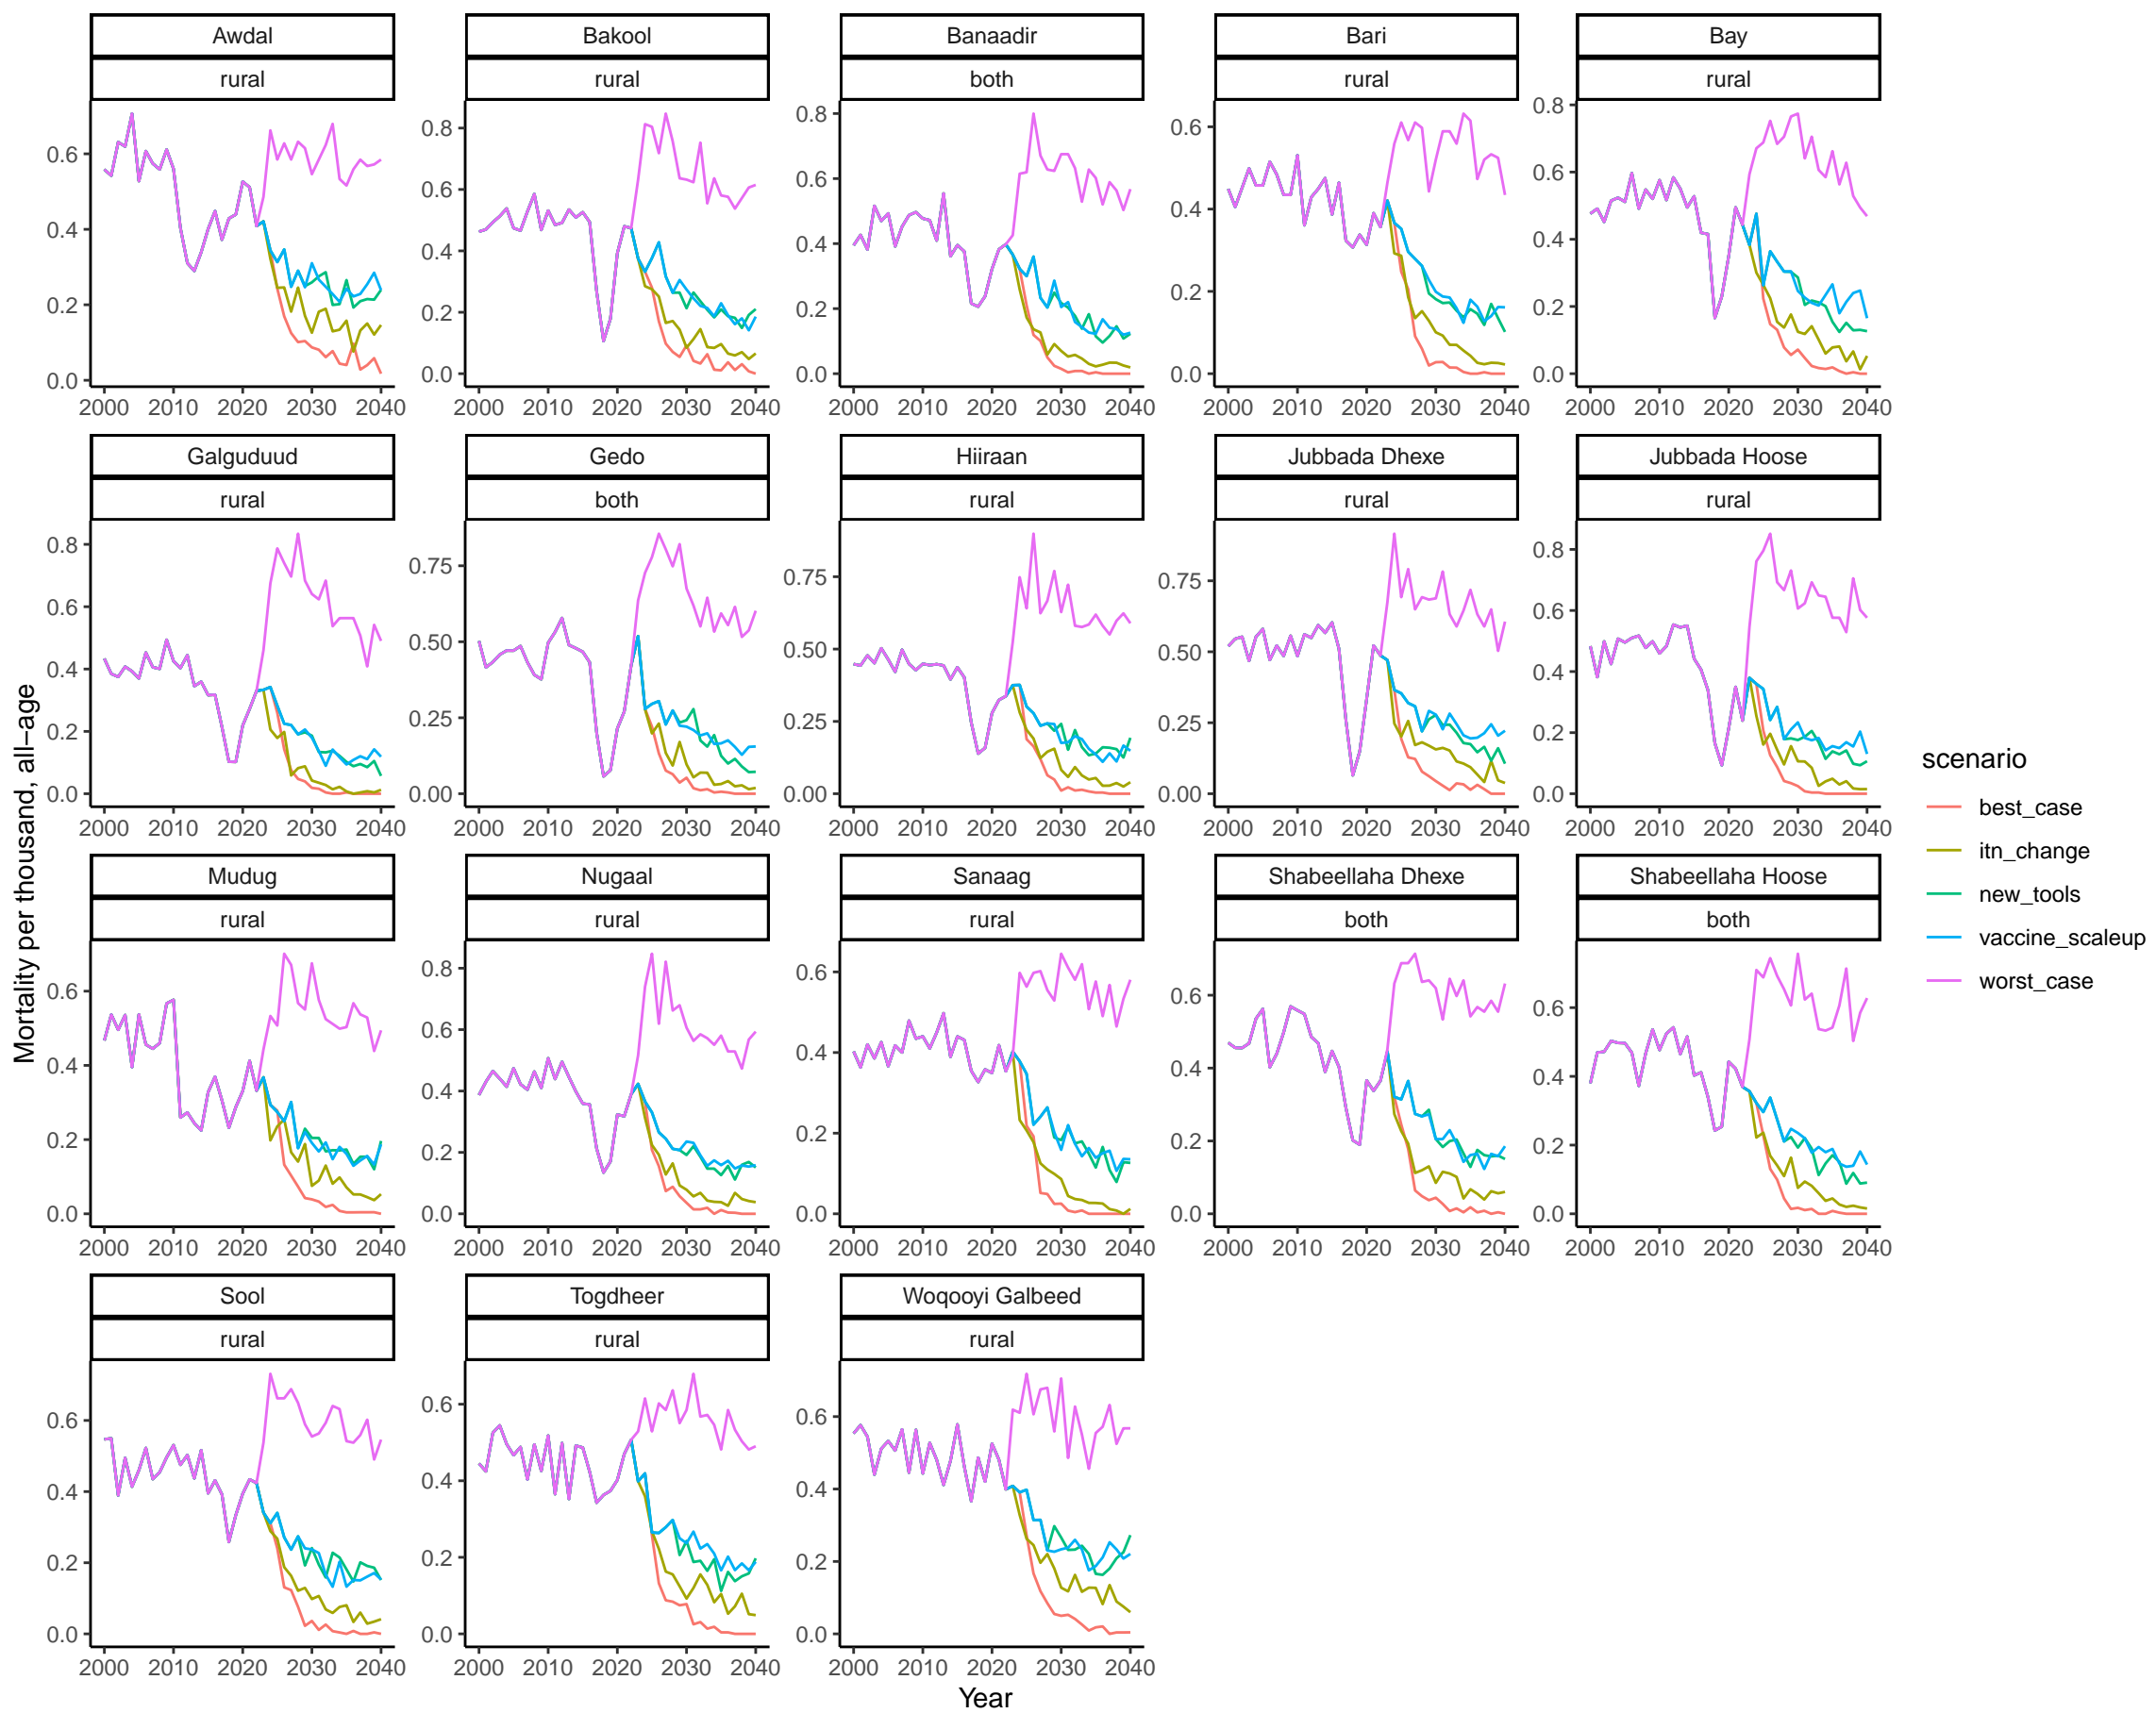 Awdal Bakool Banaadir Bari Bay
rural rural both rural rural
0.6 0.8 0.8 0.6 0.8
0.4 0.6 0.6 0.4 0.6
0.2 0.4 0.4 0.2 0.4
0.0 0.2 0.2 0.0 0.2
0.0 0.0 0.0
2000 2010 2020 2030 2040 2000 2010 2020 2030 2040 2000 2010 2020 2030 2040 2000 2010 2020 2030 2040 2000 2010 2020 2030 2040
Galguduud Gedo Hiiraan Jubbada Dhexe Jubbada Hoose
rural both rural rural rural
0.8 0.75 0.75 0.75 0.8
0.6 0.50 0.50 0.50 0.6
0.4 0.25 0.25 0.25 0.4
0.2 0.00 0.00 0.00 0.2
0.0 0.0
2000 2010 2020 2030 2040 2000 2010 2020 2030 2040 2000 2010 2020 2030 2040 2000 2010 2020 2030 2040 2000 2010 2020 2030 2040
Mudug Nugaal Sanaag Shabeellaha Dhexe Shabeellaha Hoose
rural rural rural both both
0.6 0.8 0.6 0.6 0.6
0.4 0.6 0.4 0.4 0.4
0.2 0.4 0.2 0.2 0.2
0.0 0.2 0.0 0.0 0.0
0.0
2000 2010 2020 2030 2040 2000 2010 2020 2030 2040 2000 2010 2020 2030 2040 2000 2010 2020 2030 2040 2000 2010 2020 2030 2040
Sool Togdheer Woqooyi Galbeed
rural rural rural
0.6 0.6 0.6
0.4 0.4 0.4
0.2 0.2 0.2
0.0 0.0 0.0
2000 2010 2020 2030 2040 2000 2010 2020 2030 2040 2000 2010 2020 2030 2040
Year
Mortality per thousand, all−age
scenario
best_case
itn_change
new_tools
vaccine_scaleup
worst_case